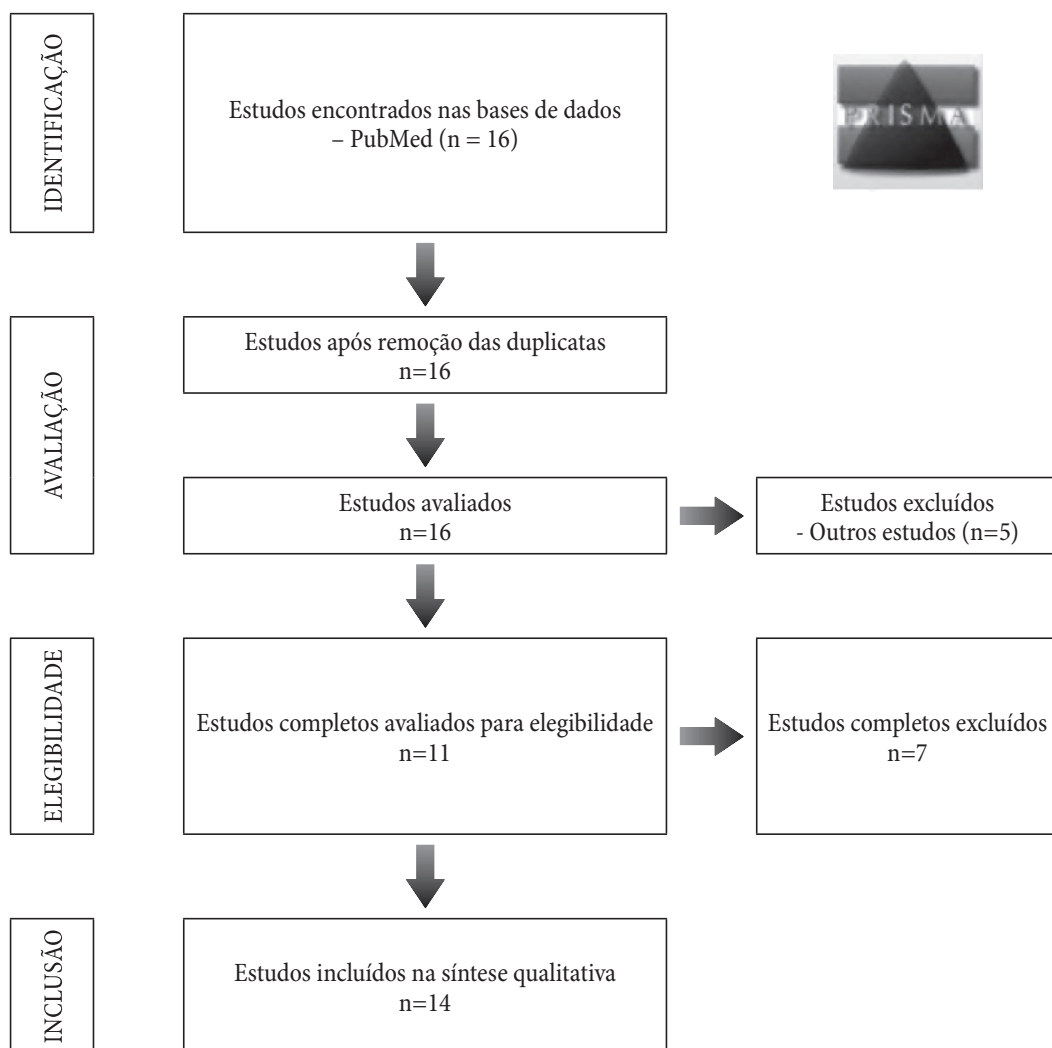 IDENTIFICAÇÃO
Estudos encontrados nas bases de dados
– PubMed (n = 16)
PRISMA
AVALIAÇÃO
Estudos após remoção das duplicatas
n=16
Estudos avaliados
n=16
Estudos excluídos
- Outros estudos (n=5)
ELEGIBILIDADE
Estudos completos avaliados para elegibilidade
n=11
Estudos completos excluídos
n=7
INCLUSÃO
Estudos incluídos na síntese qualitativa
n=14